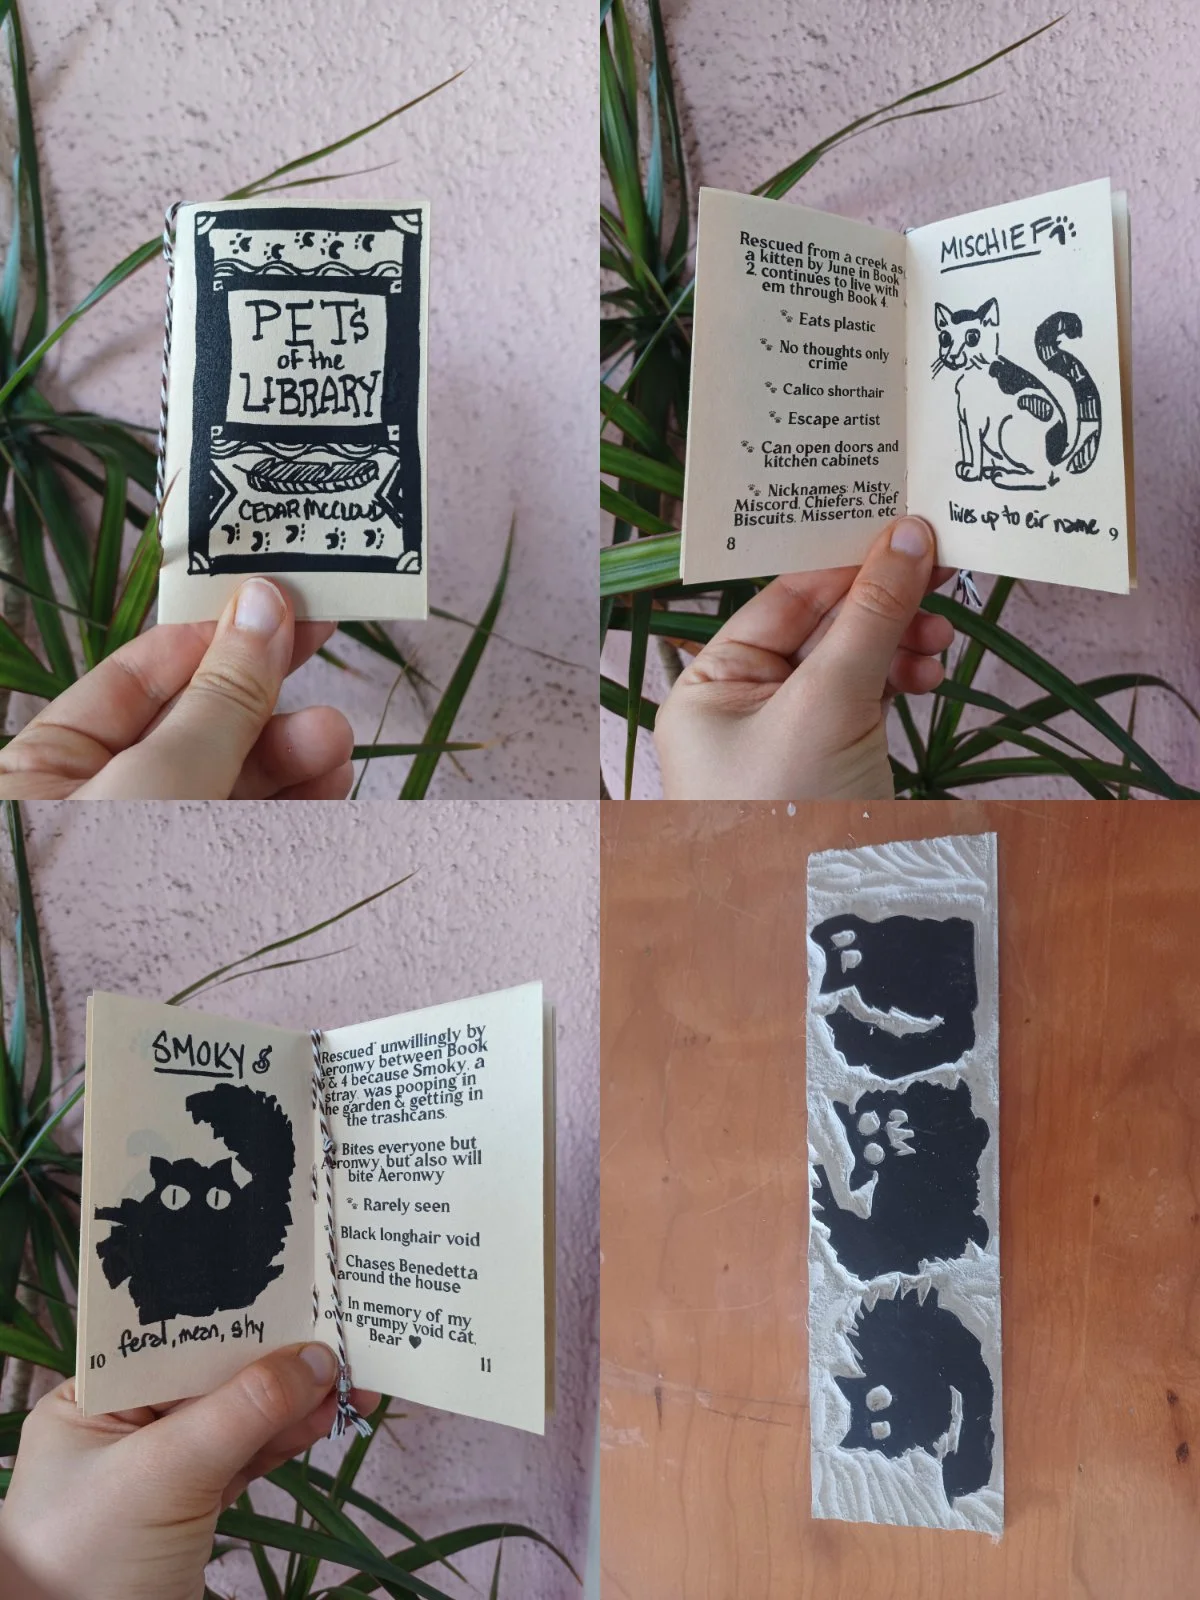 PETS
of the
LIBRARY
CEDAR MCCLOUD
Rescued from a creek as
a kitten by June in Book
2, continues to live with
em through Book 4.
Eats plastic
No thoughts only
crime
Calico shorthair
Escape artist
Can open doors and
kitchen cabinets
Nicknames: Misty,
Miscord, Chiefers, Chef
Biscuits, Misserton, etc.
8
MISCHIEF
lives up to eir name
9
SMOKY
feral, mean, shy
10
"Rescued" unwillingly by
Aeronwy between Book
& 4 because Smoky, a
stray, was pooping in
the garden & getting in
the trashcans.
Bites everyone but
Aeronwy, but also will
bite Aeronwy
Rarely seen
Black longhair void
Chases Benedetta
around the house
In memory of my
own grumpy void cat,
Bear ♥
11